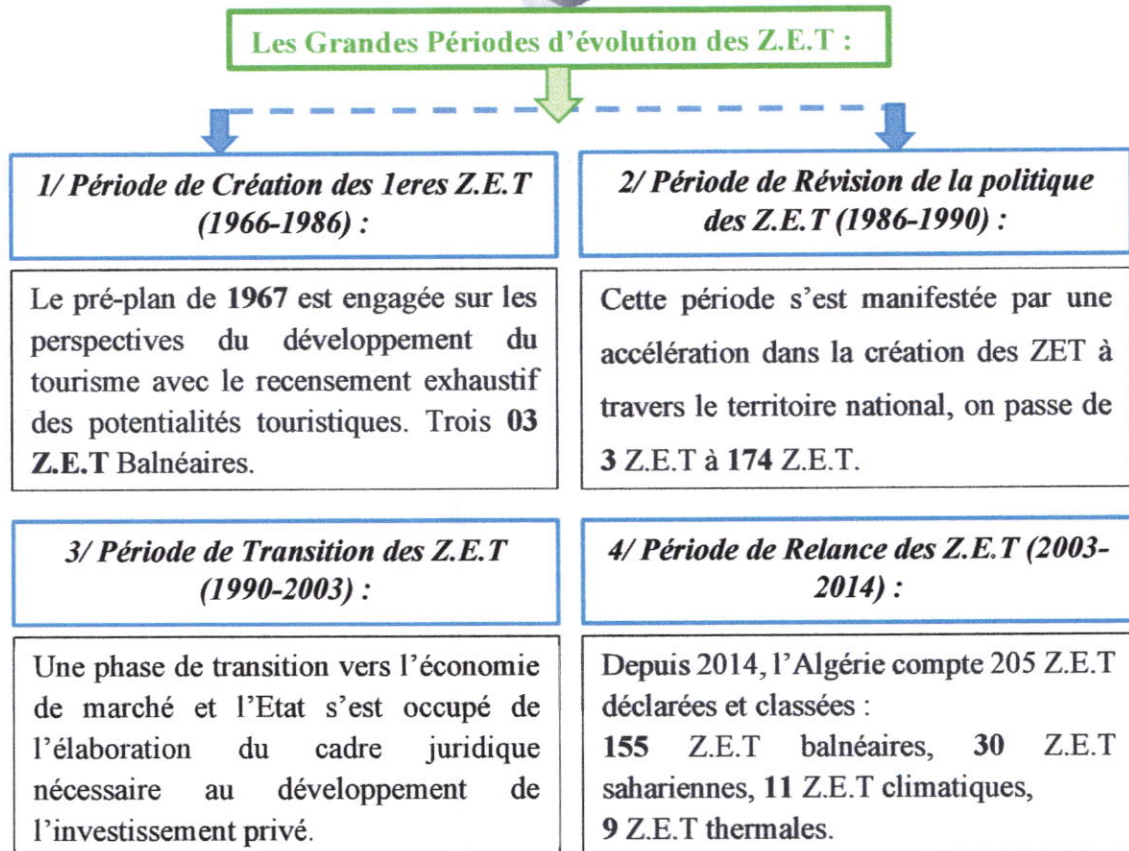 Les Grandes Périodes d'évolution des Z.E.T :
1/ Période de Création des 1eres Z.E.T
(1966-1986) :
Le pré-plan de 1967 est engagée sur les
perspectives du développement du
tourisme avec le recensement exhaustif
des potentialités touristiques. Trois 03
Z.E.T Balnéaires.
2/ Période de Révision de la politique
des Z.E.T (1986-1990) :
Cette période s'est manifestée par une
accélération dans la création des ZET à
travers le territoire national, on passe de
3 Z.E.T à 174 Z.E.T.
3/ Période de Transition des Z.E.T
(1990-2003) :
Une phase de transition vers l'économie
de marché et l'Etat s'est occupé de
l'élaboration du cadre juridique
nécessaire au développement de
l'investissement privé.
4/ Période de Relance des Z.E.T (2003-
2014) :
Depuis 2014, l'Algérie compte 205 Z.E.T
déclarées et classées :
155 Z.E.T balnéaires, 30 Z.E.T
sahariennes, 11 Z.E.T climatiques,
9 Z.E.T thermales.